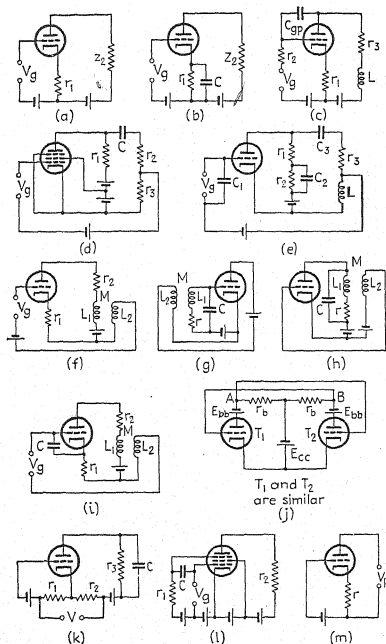 Vg r1 Z2
(a)
Vg r1 C Z2
(b)
Cgp r2 Vg r1 r3 L
(c)
Vg r1 C r2 r3
(d)
Vg C1 r1 r2 C2 C3 r3 L
(e)
Vg r1 r2 M L1 L2
(f)
M L2 L1 C r
(g)
M L1 L2 C r
(h)
C Vg r1 r2 M L1 L2
(i)
A rb rb B
Ebb Ebb
T1 T2
Ecc
T1 and T2
are similar
(j)
r1 r2 r3 C
V
(k)
r1 C Vg r2
(l)
r
(m)